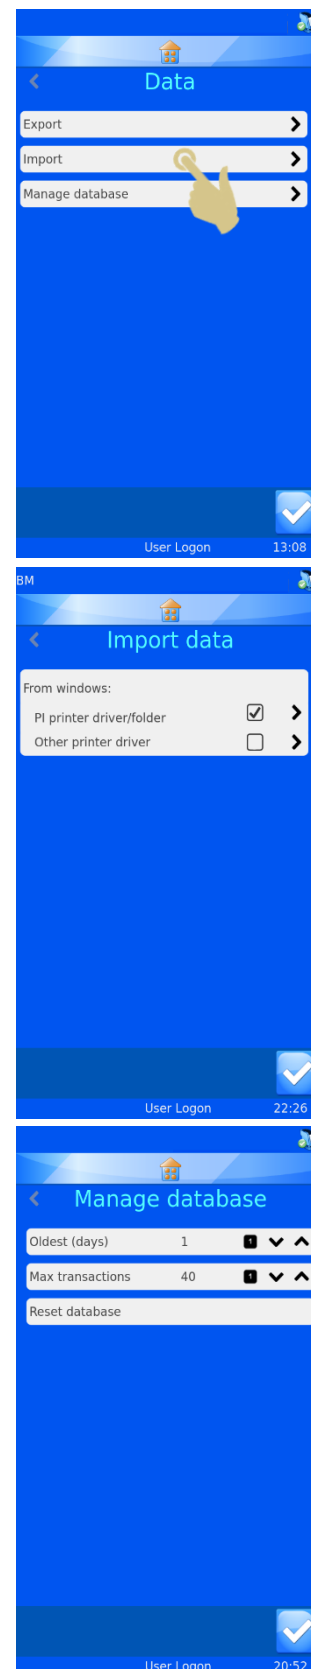 Data
Export
Import
Manage database
User Logon 13:08
BM
Import data
From windows:
PI printer driver/folder
Other printer driver
User Logon 22:26
Manage database
Oldest (days) 1 1
Max transactions 40 1
Reset database
User Logon 20:52